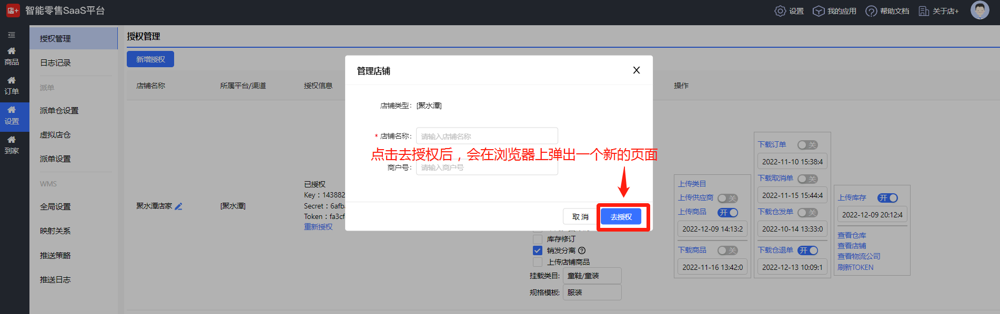 店+ 智能零售SaaS平台
设置 我的应用 帮助文档 关于店+
商品
订单
设置
到家
授权管理
日志记录
派单
派单仓设置
虚拟店仓
派单设置
WMS
全局设置
映射关系
推送策略
推送日志
授权管理
新增授权
店铺名称 所属平台/渠道 授权信息 操作
聚水潭店家 [聚水潭]
已授权
Key：143882
Secret：6afb
Token：fa3cf
重新授权
管理店铺 X
店铺类型： [聚水潭]
* 店铺名称： 请输入店铺名称
点击去授权后，会在浏览器上弹出一个新的页面
商户号： 请输入商户号
取 消 去授权
库存修订
销发分离
上传店铺商品
挂载类目： 童鞋/童装
规格模板： 服装
上传类目
上传供应商 关
上传商品 开
2022-12-09 14:13:2
下载商品 关
2022-11-16 13:42:0
下载订单 关
2022-11-10 15:38:4
下载取消单 关
2022-11-15 15:44:4
下载仓发单 关
2022-10-14 13:33:0
下载仓退单 开
2022-12-13 10:09:1
上传库存 开
2022-12-09 20:12:4
查看仓库
查看店铺
查看物流公司
刷新TOKEN